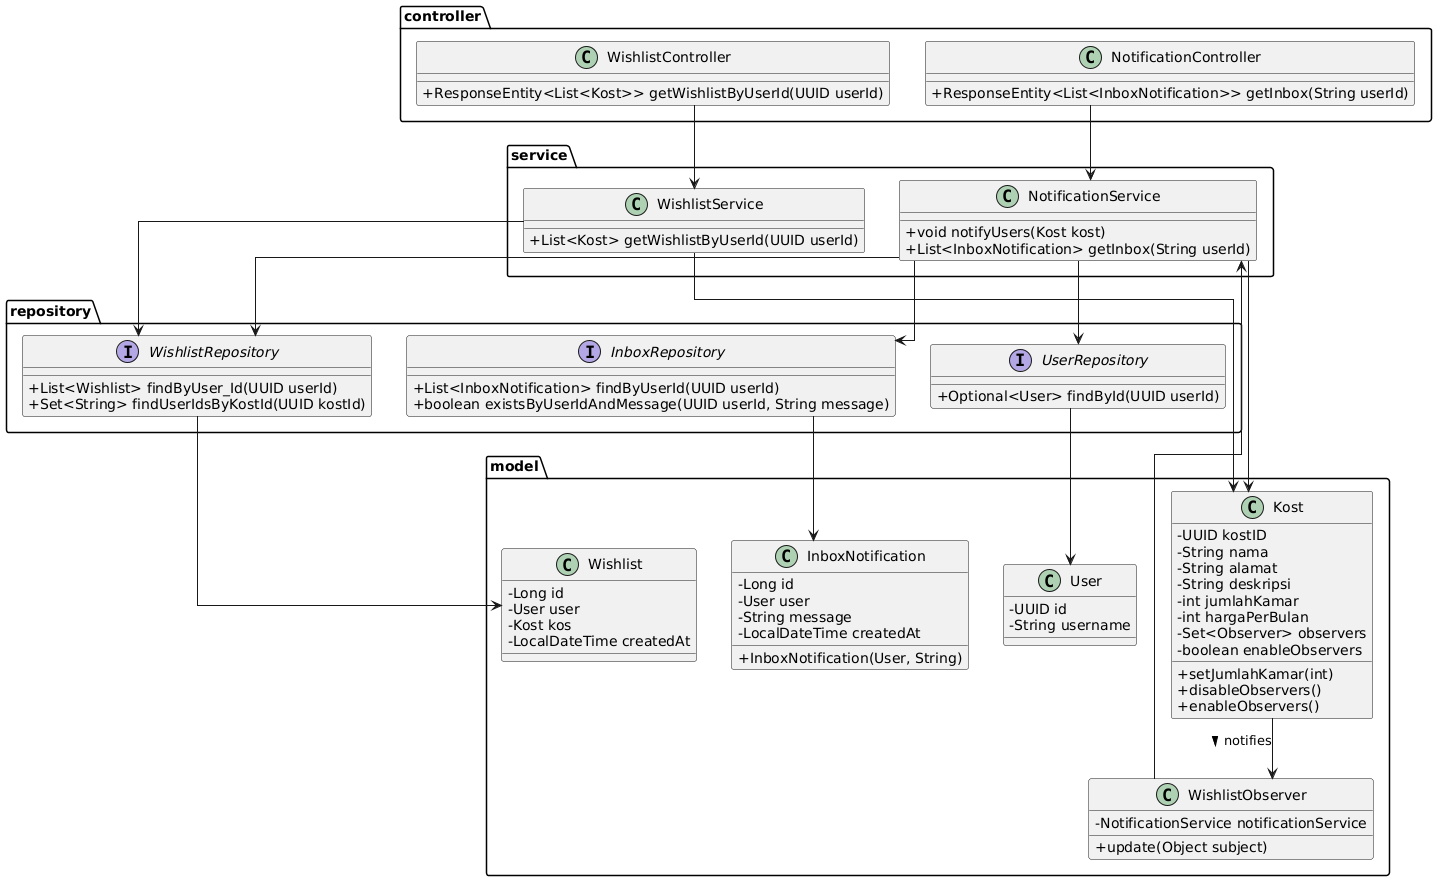 controller
C WishlistController
+ResponseEntity<List<Kost>> getWishlistByUserId(UUID userId)
C NotificationController
+ResponseEntity<List<InboxNotification>> getInbox(String userId)
service
C WishlistService
+List<Kost> getWishlistByUserId(UUID userId)
C NotificationService
+void notifyUsers(Kost kost)
+List<InboxNotification> getInbox(String userId)
repository
I WishlistRepository
+List<Wishlist> findByUser_Id(UUID userId)
+Set<String> findUserIdsByKostId(UUID kostId)
I InboxRepository
+List<InboxNotification> findByUserId(UUID userId)
+boolean existsByUserIdAndMessage(UUID userId, String message)
I UserRepository
+Optional<User> findById(UUID userId)
model
C Wishlist
-Long id
-User user
-Kost kos
-LocalDateTime createdAt
C InboxNotification
-Long id
-User user
-String message
-LocalDateTime createdAt
+InboxNotification(User, String)
C User
-UUID id
-String username
C Kost
-UUID kostID
-String nama
-String alamat
-String deskripsi
-int jumlahKamar
-int hargaPerBulan
-Set<Observer> observers
-boolean enableObservers
+setJumlahKamar(int)
+disableObservers()
+enableObservers()
notifies
C WishlistObserver
-NotificationService notificationService
+update(Object subject)